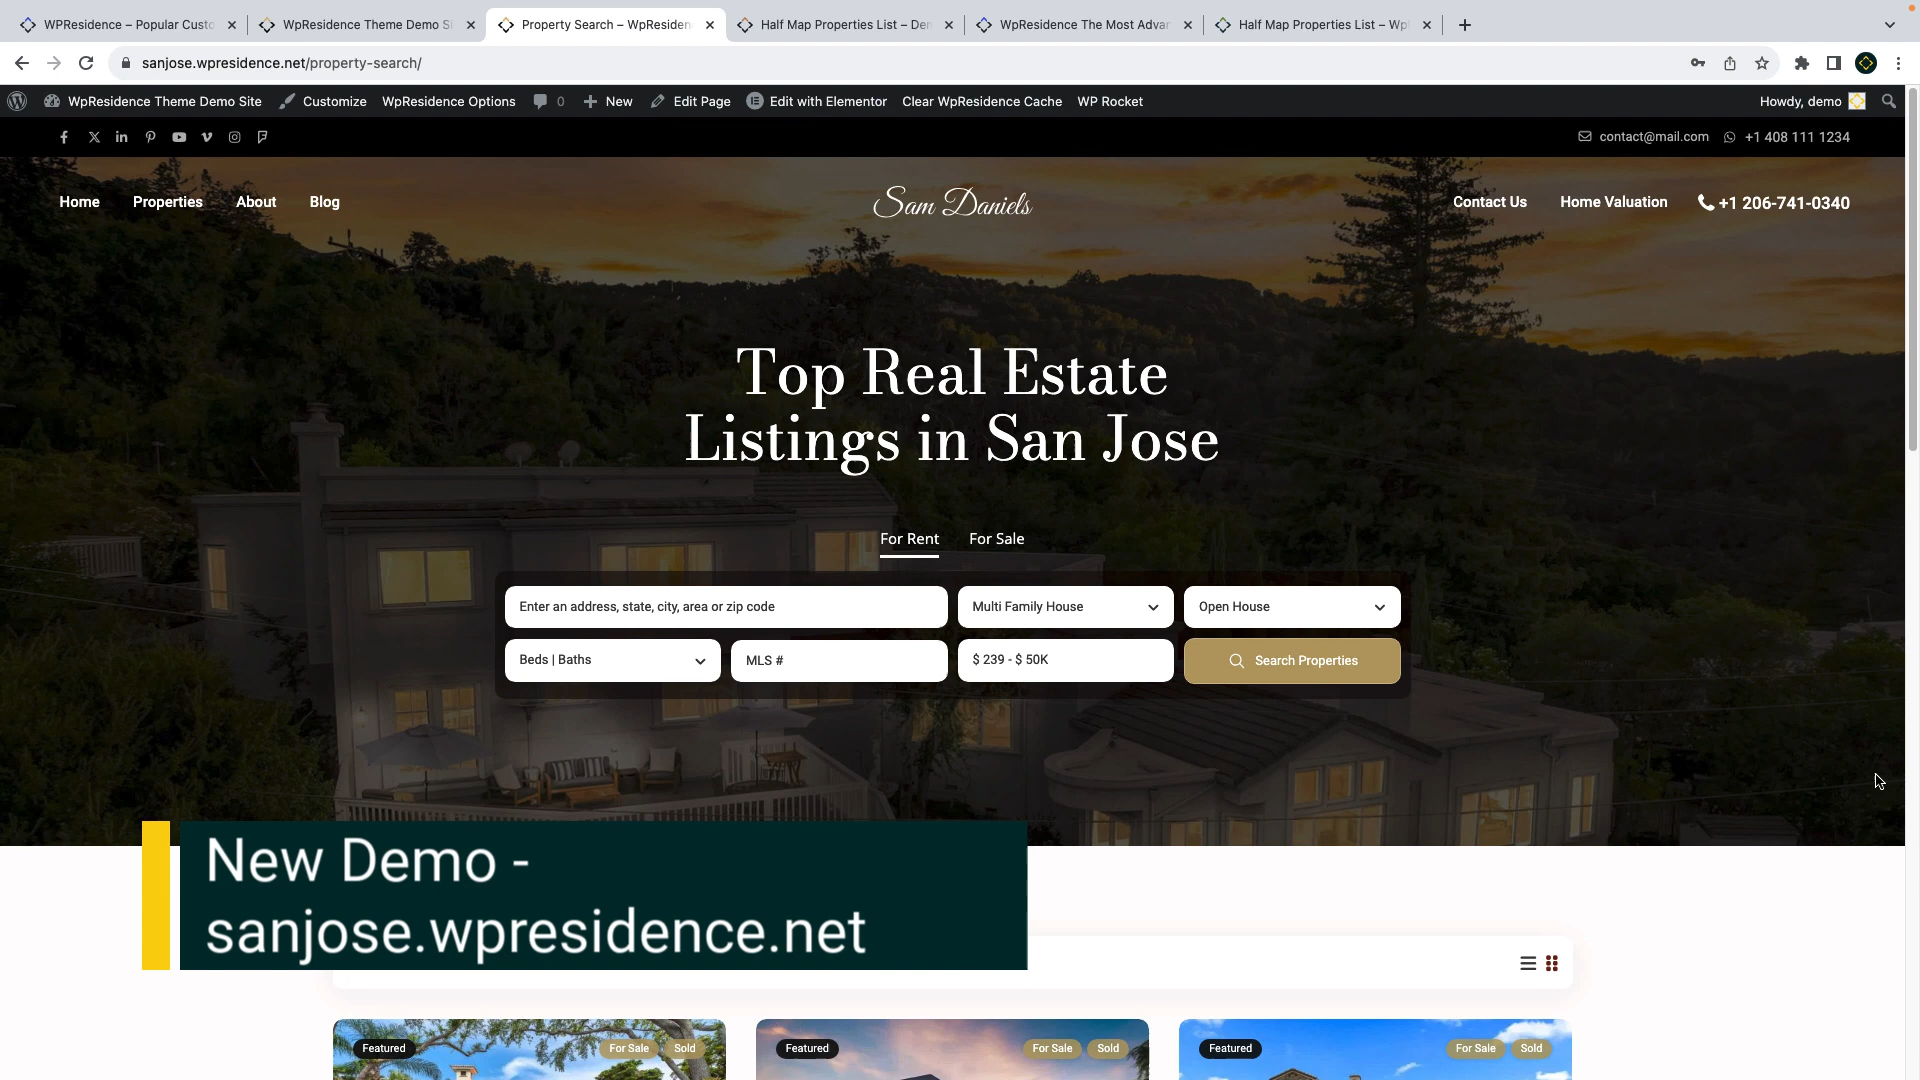 WPResidence – Popular Custo
WpResidence Theme Demo Si
Property Search – WpResiden
Half Map Properties List – Den
WpResidence The Most Advan
Half Map Properties List – Wp
sanjose.wpresidence.net/property-search/
WpResidence Theme Demo Site
Customize
WpResidence Options
0
New
Edit Page
Edit with Elementor
Clear WpResidence Cache
WP Rocket
Howdy, demo
contact@mail.com
+1 408 111 1234
Home
Properties
About
Blog
Sam Daniels
Contact Us
Home Valuation
+1 206-741-0340
Top Real Estate
Listings in San Jose
For Rent
For Sale
Enter an address, state, city, area or zip code
Multi Family House
Open House
Beds | Baths
MLS #
$ 239 - $ 50K
Search Properties
New Demo -
sanjose.wpresidence.net
Featured
For Sale
Sold
Featured
For Sale
Sold
Featured
For Sale
Sold